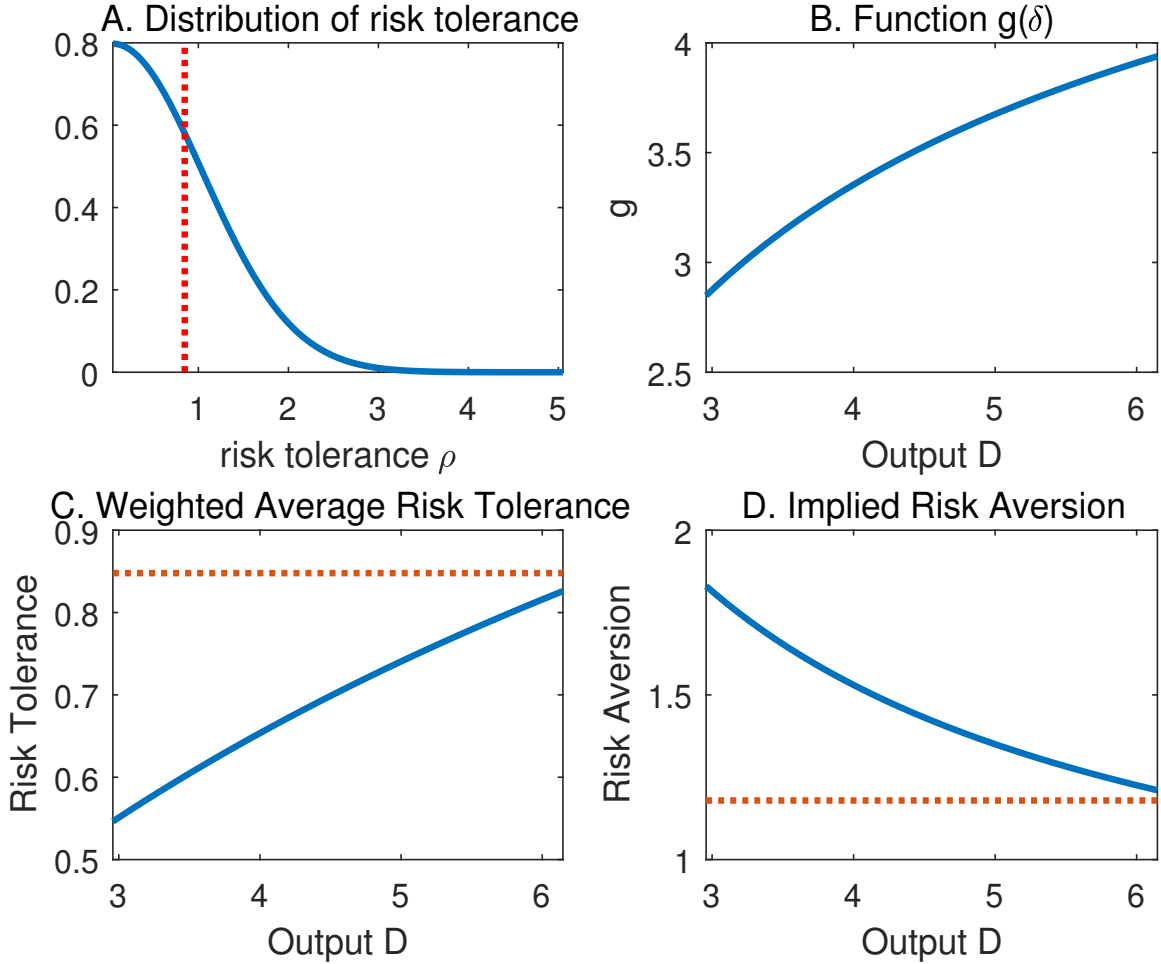 A. Distribution of risk tolerance
0.8
0.6
0.4
0.2
0
1 2 3 4 5
risk tolerance ρ
B. Function g(δ)
4
3.5
3
2.5
g
3 4 5 6
Output D
C. Weighted Average Risk Tolerance
0.9
0.8
0.7
0.6
0.5
Risk Tolerance
3 4 5 6
Output D
D. Implied Risk Aversion
2
1.5
1
Risk Aversion
3 4 5 6
Output D